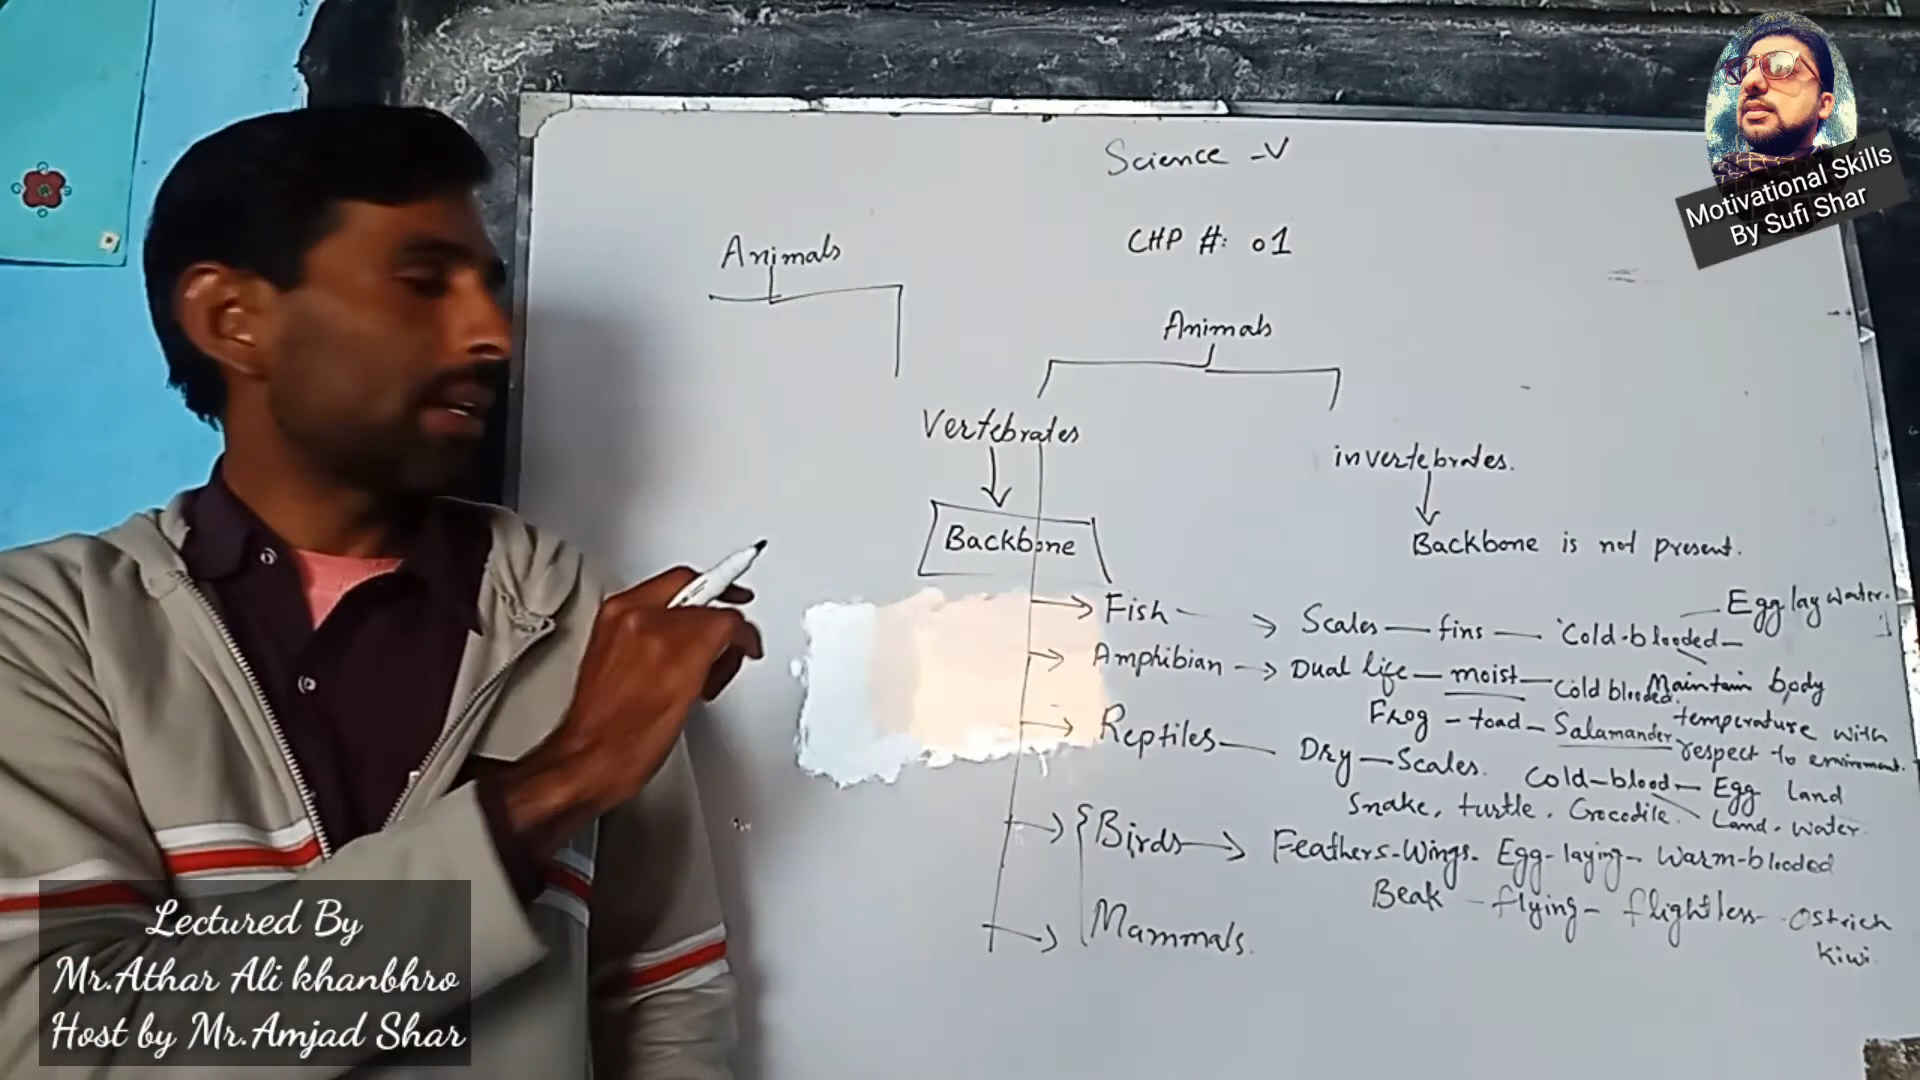 Science - V
Motivational Skills
By Sufi Shar
CHP #: 01
Animals
Animals
Vertebrates
invertebrates.
Backbone
Backbone is not present.
Fish → Scales — fins — Cold-blooded — Egg lay water.
Maintain body
temperature with
respect to enviroment.
Amphibian → Dual life — moist — Cold blooded
Frog - toad - Salamander
Reptiles — Dry — Scales. Cold-blood — Egg Land
Snake, turtle, Crocodile. Land, water.
Birds → Feathers-Wings- Egg-laying- Warm-blooded
Beak - flying - flightless - Ostrich
Kiwi
Mammals.
Lectured By
Mr.Athar Ali khanbhro
Host by Mr.Amjad Shar